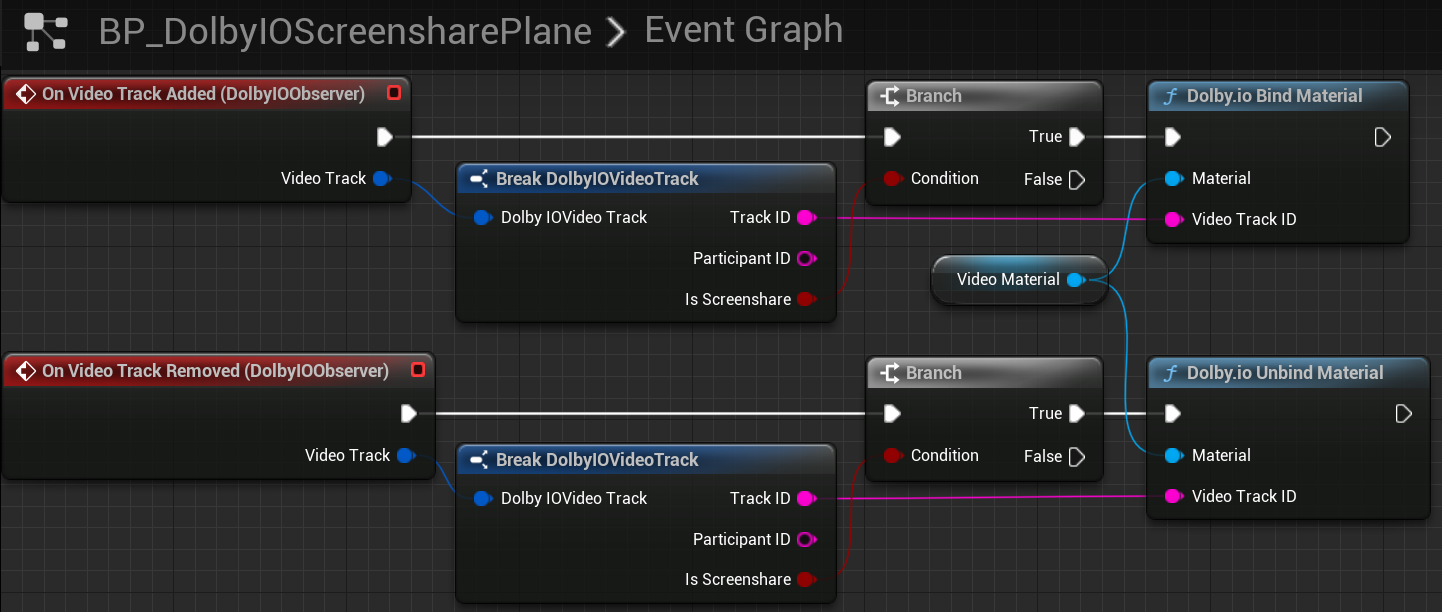 BP_DolbyIOScreensharePlane > Event Graph
On Video Track Added (DolbyIOObserver)
Video Track
Break DolbyIOVideoTrack
Dolby IOVideo Track
Track ID
Participant ID
Is Screenshare
Branch
True
Condition
False
Dolby.io Bind Material
Material
Video Track ID
Video Material
On Video Track Removed (DolbyIOObserver)
Video Track
Break DolbyIOVideoTrack
Dolby IOVideo Track
Track ID
Participant ID
Is Screenshare
Branch
True
Condition
False
Dolby.io Unbind Material
Material
Video Track ID